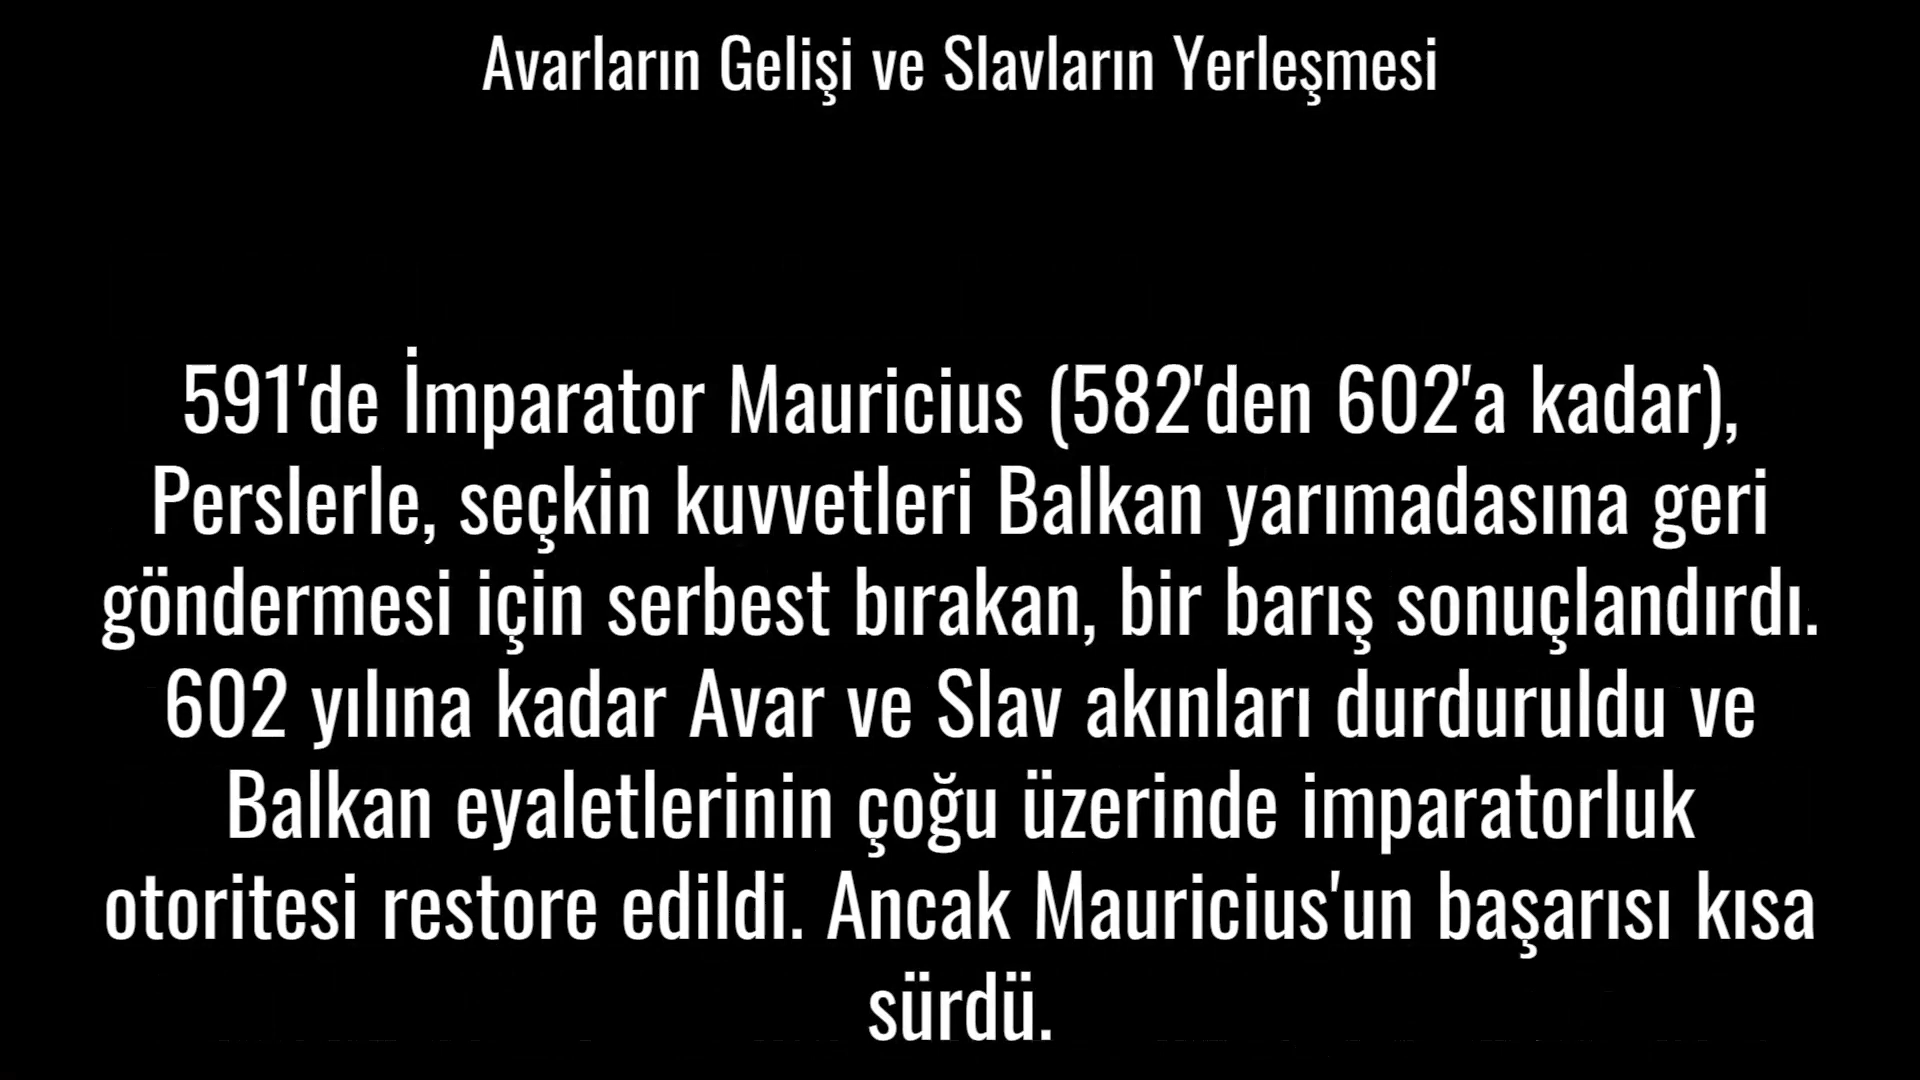 Avarların Gelişi ve Slavların Yerleşmesi
591'de İmparator Mauricius (582'den 602'a kadar),
Perslerle, seçkin kuvvetleri Balkan yarımadasına geri
göndermesi için serbest bırakan, bir barış sonuçlandırdı.
602 yılına kadar Avar ve Slav akınları durduruldu ve
Balkan eyaletlerinin çoğu üzerinde imparatorluk
otoritesi restore edildi. Ancak Mauricius'un başarısı kısa
sürdü.